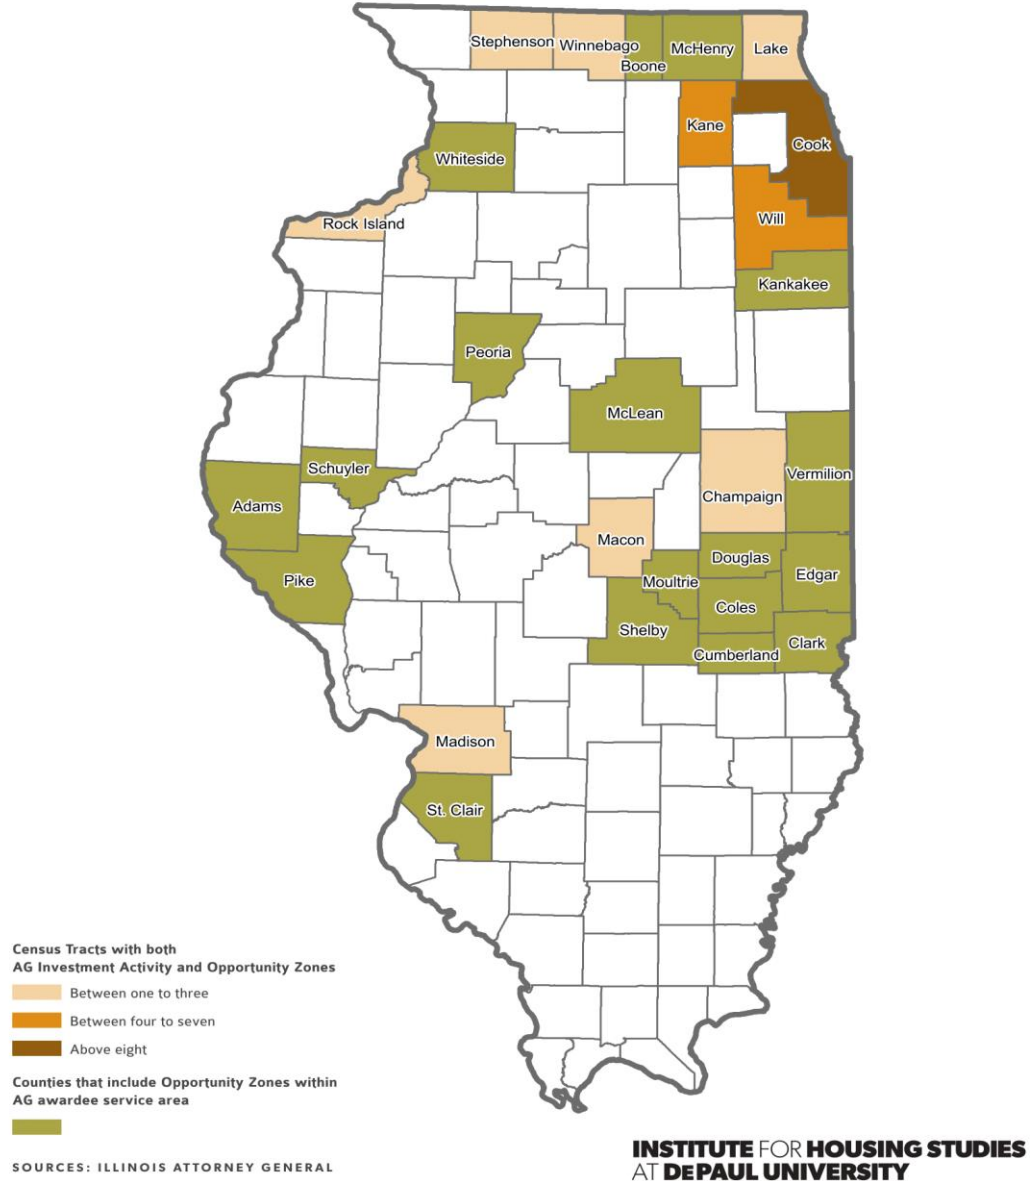 Stephenson
Winnebago
Boone
McHenry
Lake
Kane
Cook
Whiteside
Rock Island
Will
Kankakee
Peoria
McLean
Schuyler
Vermilion
Champaign
Adams
Macon
Douglas
Edgar
Pike
Moultrie
Coles
Shelby
Clark
Cumberland
Madison
St. Clair
Census Tracts with both
AG Investment Activity and Opportunity Zones
Between one to three
Between four to seven
Above eight
Counties that include Opportunity Zones within
AG awardee service area
SOURCES: ILLINOIS ATTORNEY GENERAL
INSTITUTE FOR HOUSING STUDIES
AT DEPAUL UNIVERSITY